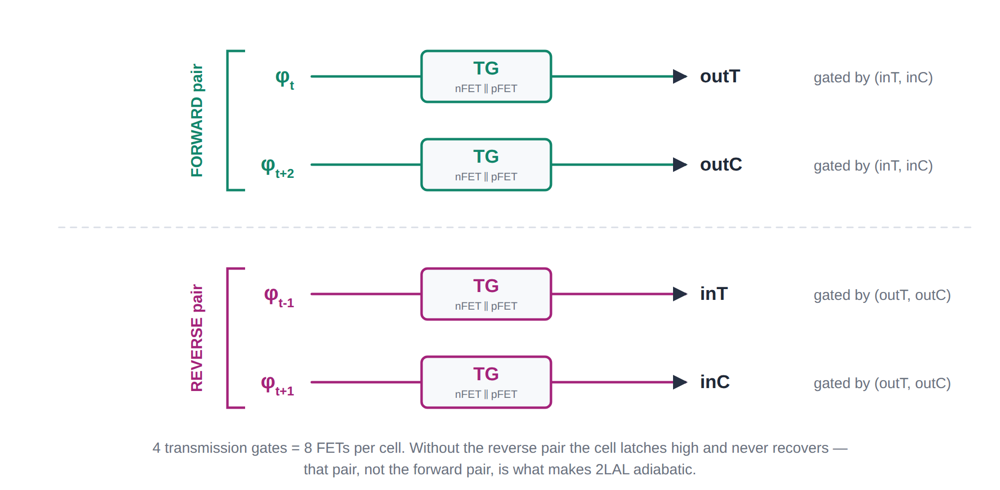 FORWARD pair
φt
TG
nFET ∥ pFET
outT
gated by (inT, inC)
φt+2
TG
nFET ∥ pFET
outC
gated by (inT, inC)
REVERSE pair
φt-1
TG
nFET ∥ pFET
inT
gated by (outT, outC)
φt+1
TG
nFET ∥ pFET
inC
gated by (outT, outC)
4 transmission gates = 8 FETs per cell. Without the reverse pair the cell latches high and never recovers —
that pair, not the forward pair, is what makes 2LAL adiabatic.